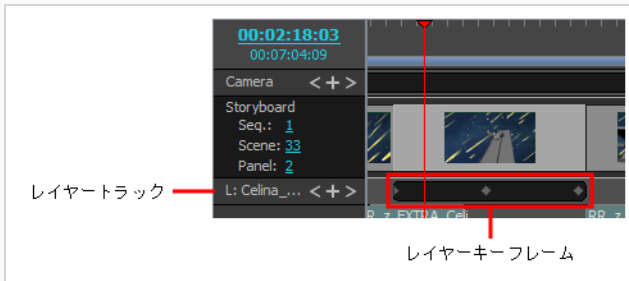 00:02:18:03
00:07:04:09
Camera < + >
Storyboard
Seq.: 1
Scene: 33
Panel: 2
レイヤートラック
L: Celina_... < + >
EXTRA_Celi
RR_z
レイヤーキーフレーム